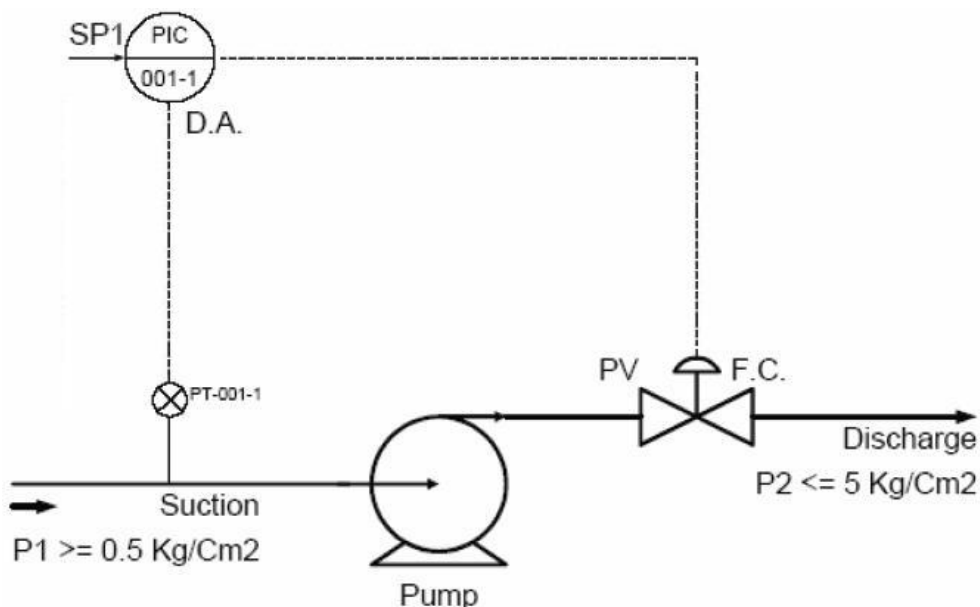 SP1
PIC
001-1
D.A.
PT-001-1
PV
F.C.
Discharge
P2 <= 5 Kg/Cm2
Suction
P1 >= 0.5 Kg/Cm2
Pump